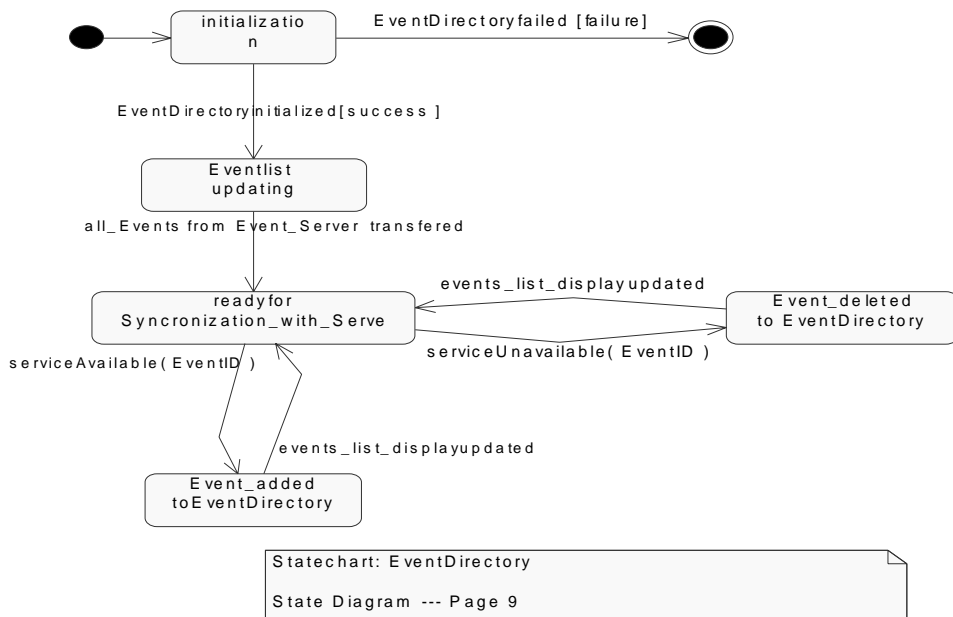 initializatio
n
EventDirectoryfailed [failure]
EventDirectoryinitialized[success ]
Eventlist
updating
all_Events from Event_Server transfered
events_list_displayupdated
readyfor
Syncronization_with_Serve
Event_deleted
to EventDirectory
serviceUnavailable( EventID )
serviceAvailable( EventID )
events_list_displayupdated
Event_added
toEventDirectory
Statechart: EventDirectory
State Diagram --- Page 9